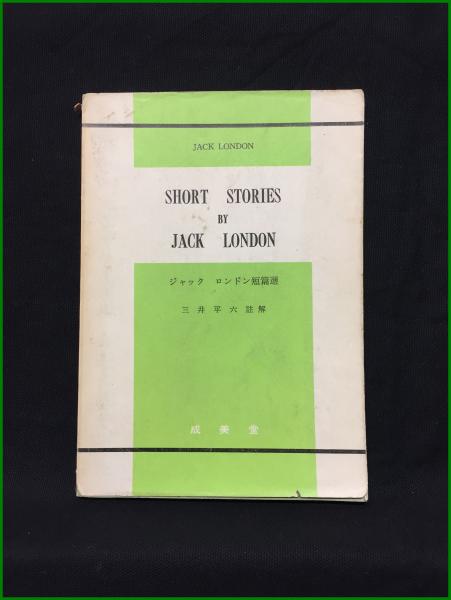 JACK LONDON
SHORT STORIES
BY
JACK LONDON
ジャック ロンドン短篇選
三井平六註解
成美堂